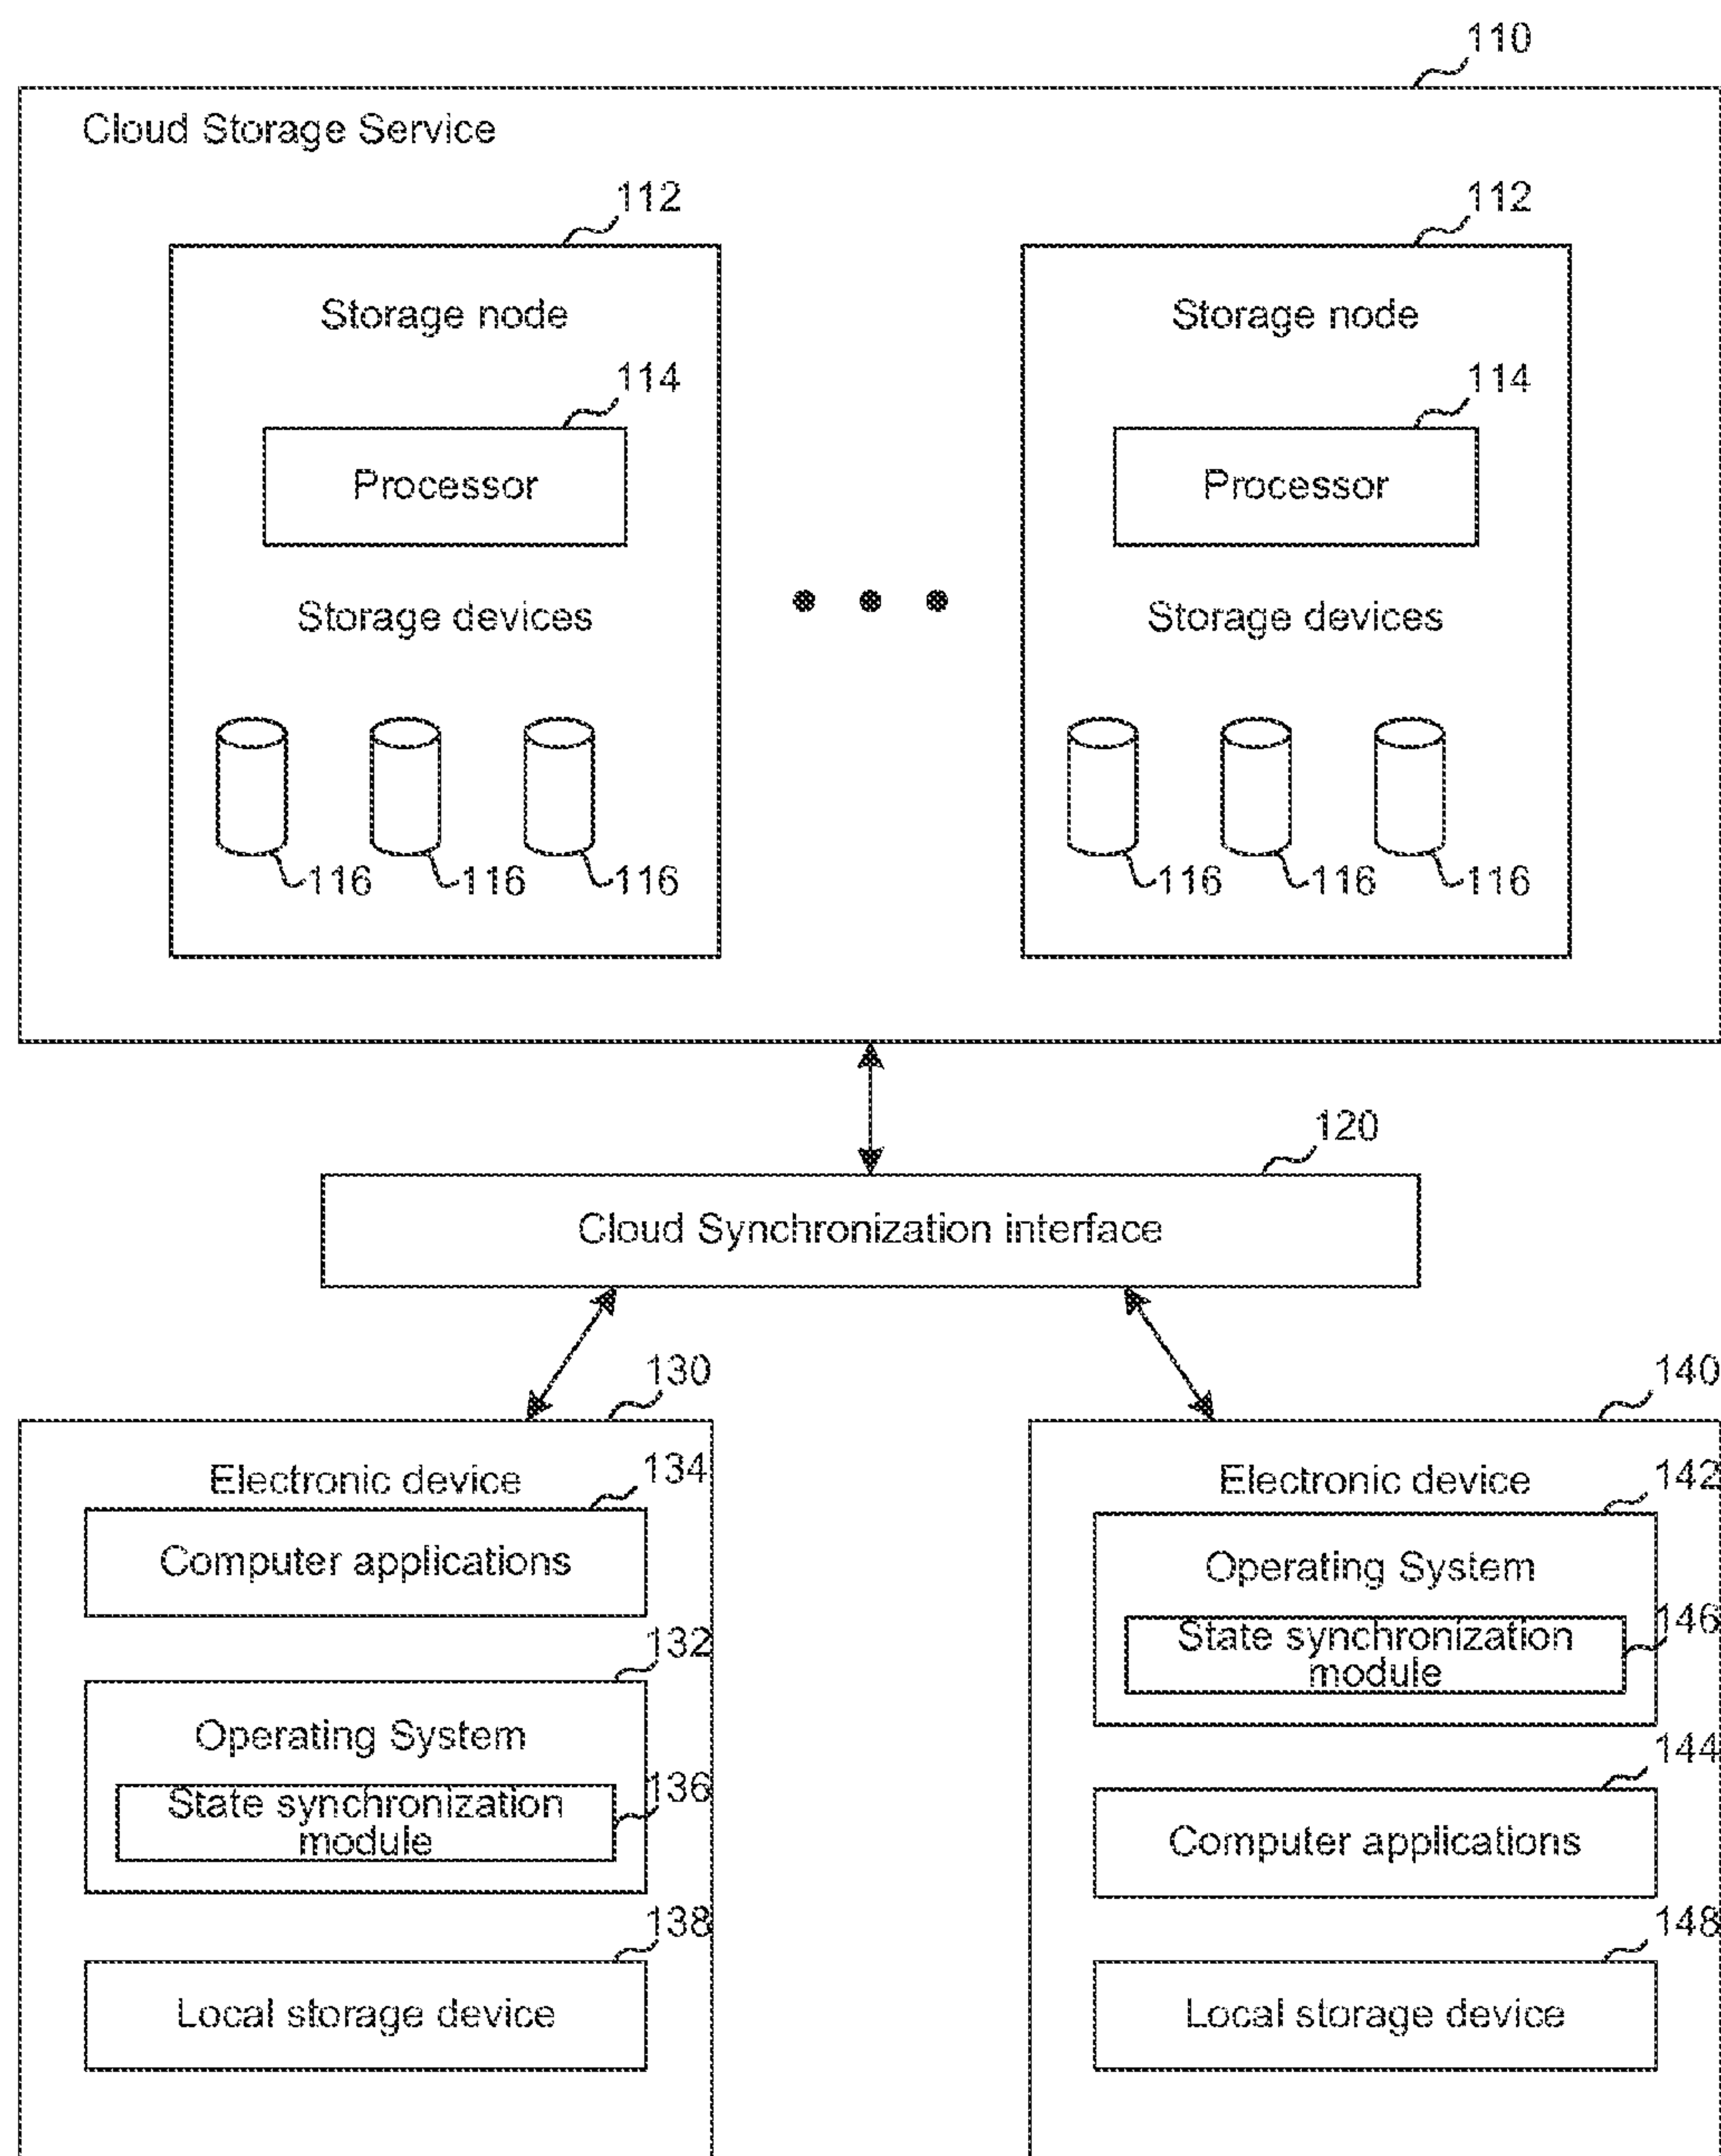 110
Cloud Storage Service
112
112
Storage node
Storage node
114
114
Processor
Processor
Storage devices
Storage devices
116
116
116
116
116
116
120
Cloud Synchronization interface
130
140
Electronic device
134
Computer applications
132
Operating System
136
State synchronization
module
138
Local storage device
Electronic device
142
Operating System
146
State synchronization
module
144
Computer applications
148
Local storage device